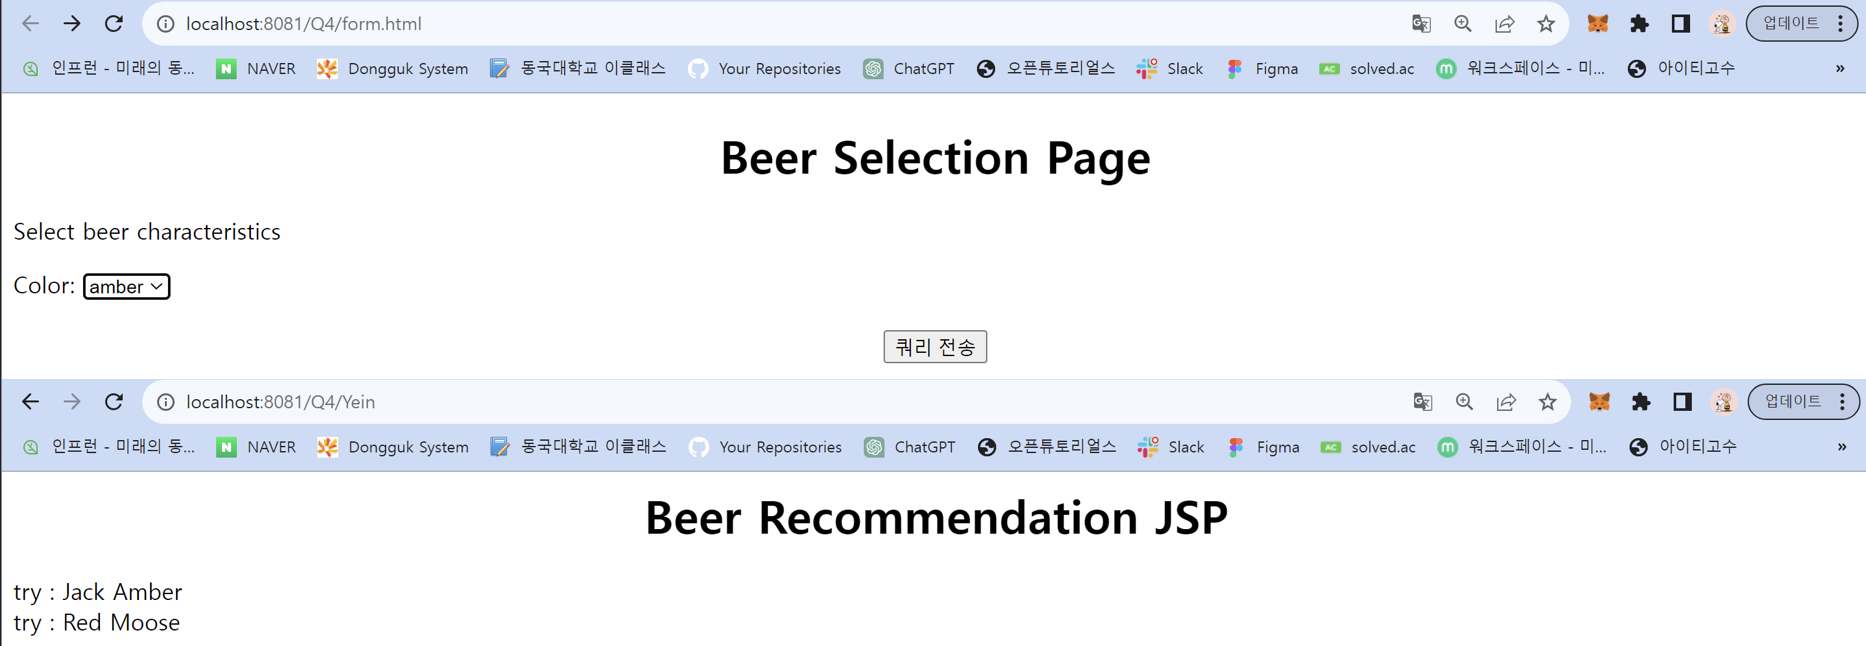 localhost:8081/Q4/form.html
업데이트
인프런 - 미래의 동... NAVER Dongguk System 동국대학교 이클래스 Your Repositories ChatGPT 오픈튜토리얼스 Slack Figma AC solved.ac m 워크스페이스 - 미... 아이티고수 »
Beer Selection Page
Select beer characteristics
Color: amber
쿼리 전송
localhost:8081/Q4/Yein
업데이트
인프런 - 미래의 동... NAVER Dongguk System 동국대학교 이클래스 Your Repositories ChatGPT 오픈튜토리얼스 Slack Figma AC solved.ac m 워크스페이스 - 미... 아이티고수 »
Beer Recommendation JSP
try : Jack Amber
try : Red Moose